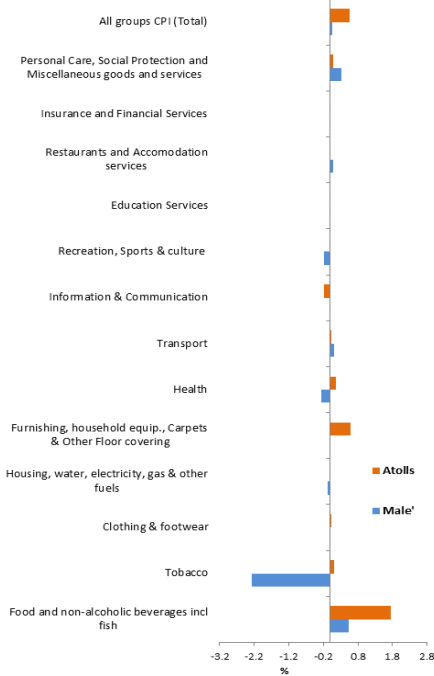 All groups CPI (Total)
Personal Care, Social Protection and
Miscellaneous goods and services
Insurance and Financial Services
Restaurants and Accomodation
services
Education Services
Recreation, Sports & culture
Information & Communication
Transport
Health
Furnishing, household equip., Carpets
& Other Floor covering
Atolls
Housing, water, electricity, gas & other
fuels
Male'
Clothing & footwear
Tobacco
Food and non-alcoholic beverages incl
fish
-3.2 -2.2 -1.2 -0.2 0.8 1.8 2.8
%